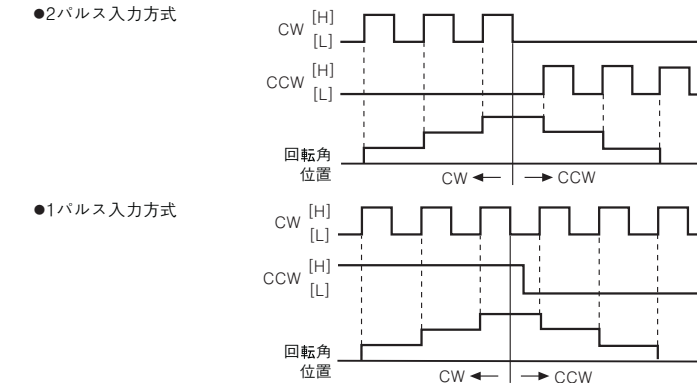 ●2パルス入力方式
CW [H]
[L]
CCW [H]
[L]
回転角
位置
CW CCW
●1パルス入力方式
CW [H]
[L]
CCW [H]
[L]
回転角
位置
CW CCW